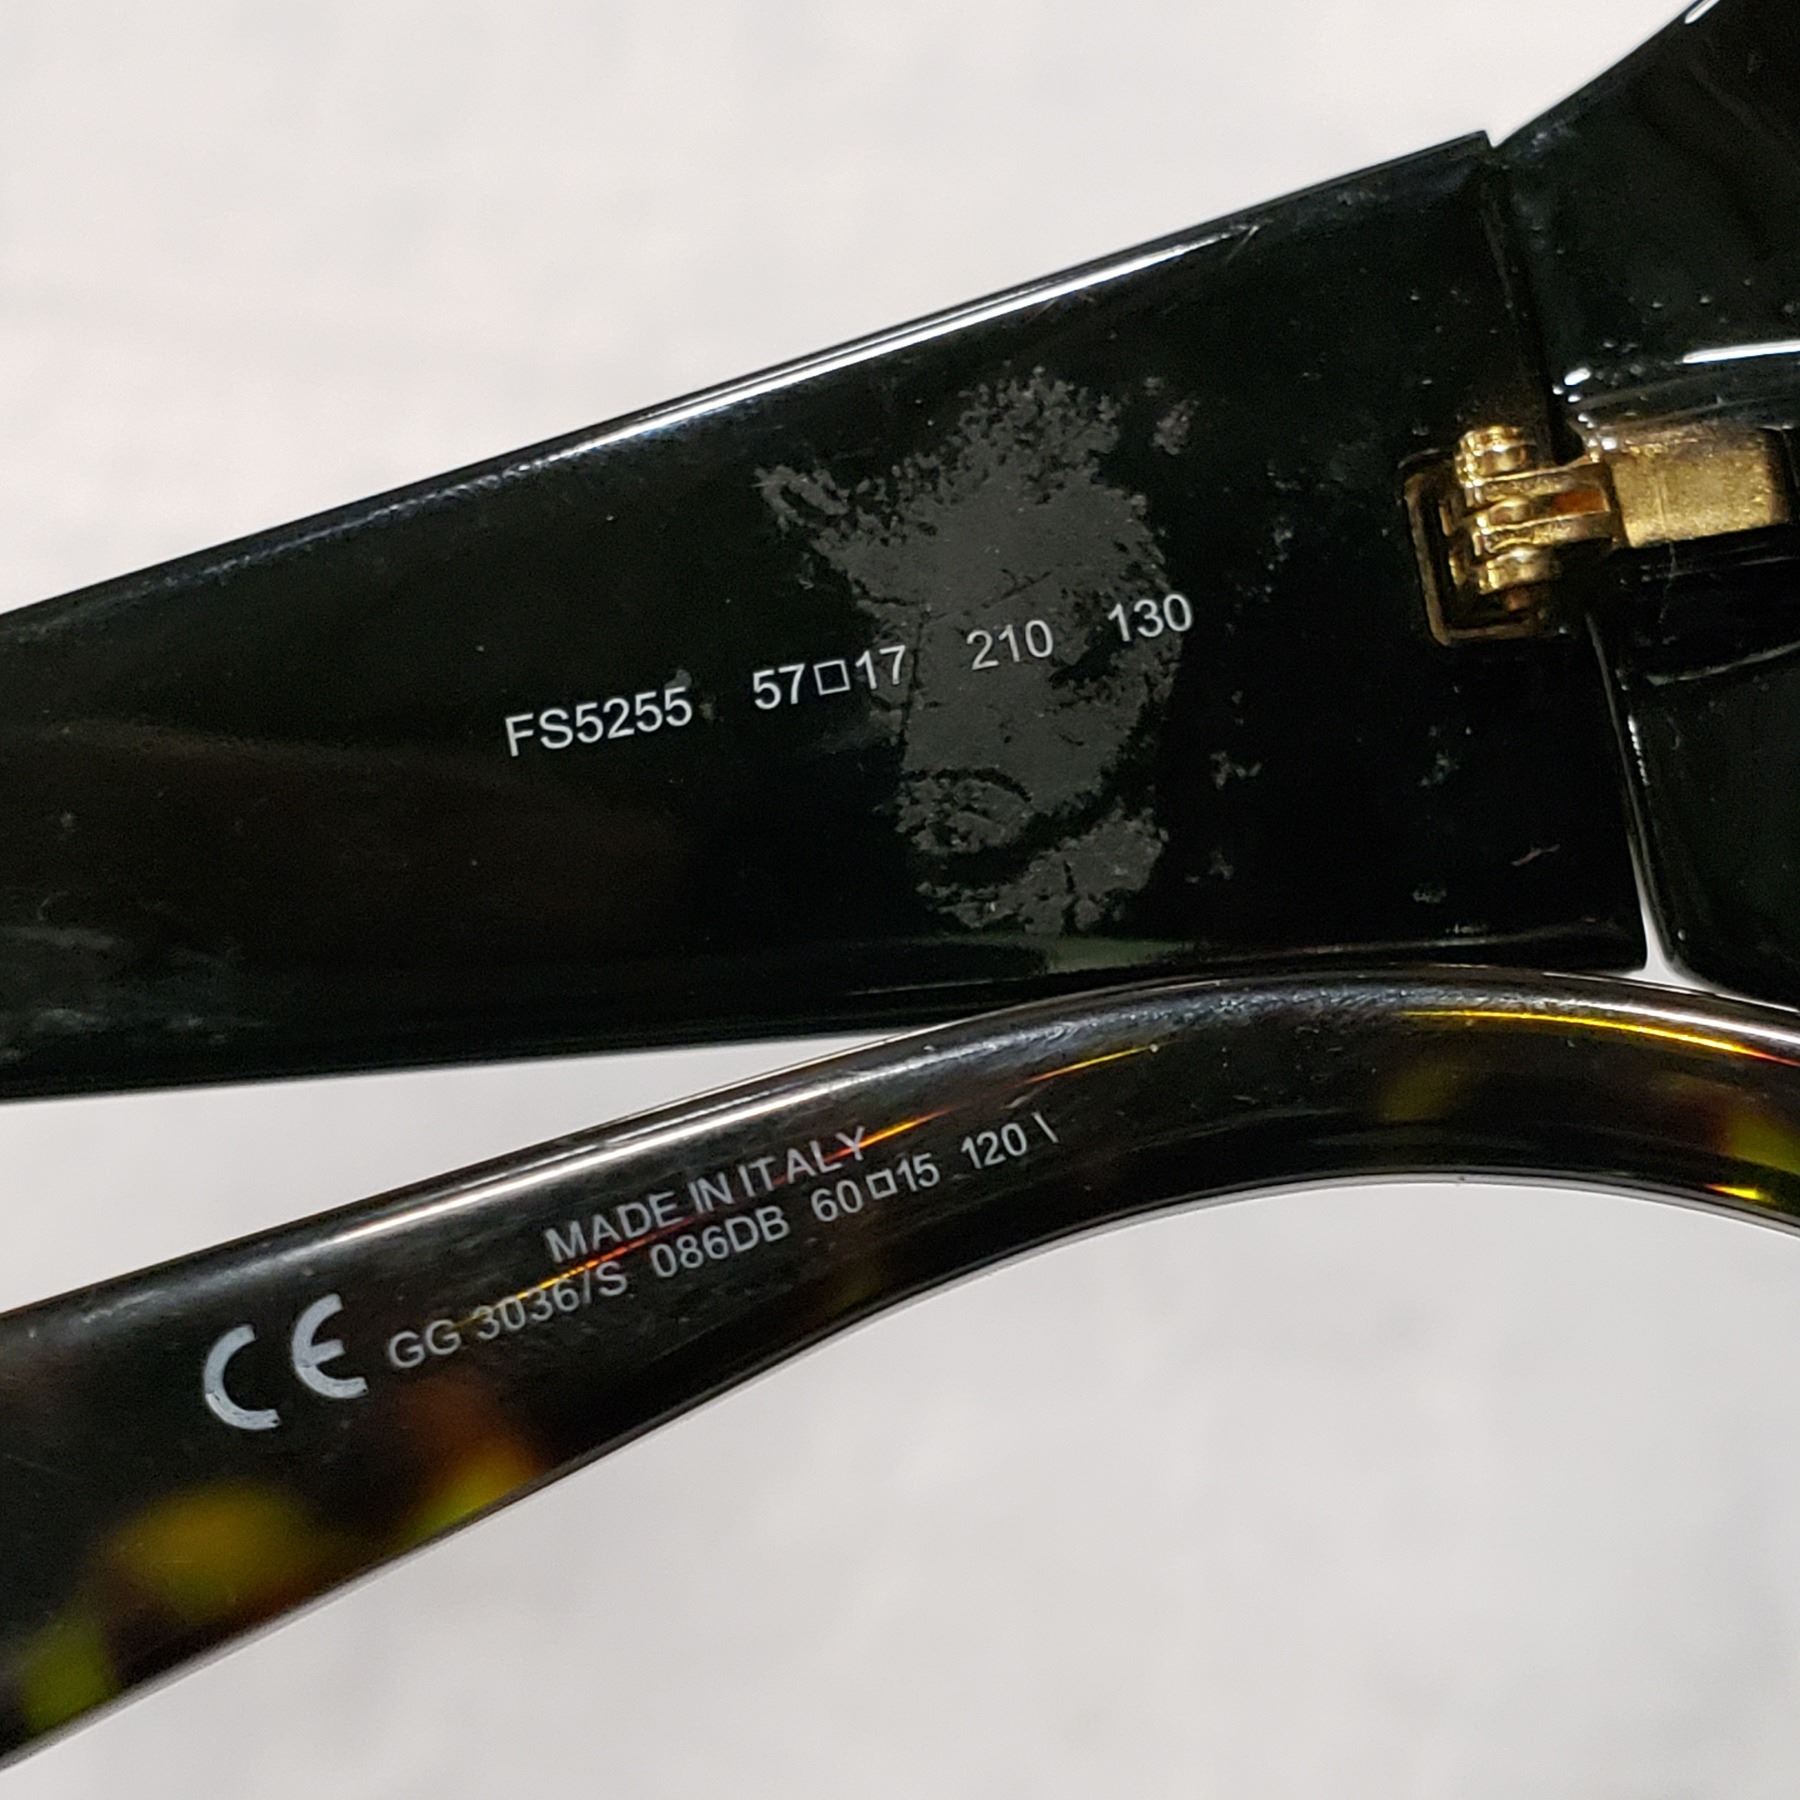 FS5255 57□17 210 130
MADE IN ITALY
CE GG 3036/S 086DB 60□15 120 \